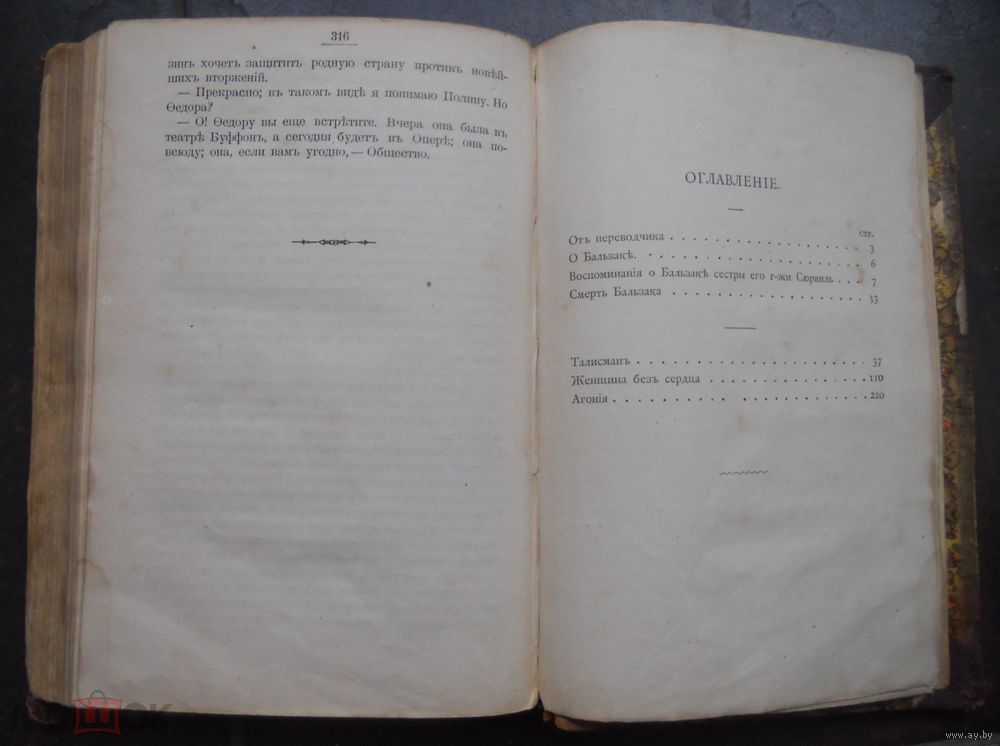 316
зинъ хочетъ защитить родную страну противъ новѣй-
шихъ вторженій.
— Прекрасно; въ такомъ видѣ я понимаю Полину. Но
Ѳедора?
— О! Ѳедору вы еще встрѣтите. Вчера она была въ
театрѣ Буффонъ, а сегодня будетъ въ Оперѣ; она по-
всюду; она, если вамъ угодно, — Общество.
ОГЛАВЛЕНІЕ.
СТР.
Отъ переводчика . . . . . . . . . . . . . . . 3
О Бальзакѣ. . . . . . . . . . . . . . . . . . 6
Воспоминанія о Бальзакѣ сестры его г-жи Сюрвиль . . . 7
Смерть Бальзака . . . . . . . . . . . . . . . 33
Талисманъ . . . . . . . . . . . . . . . . . . 37
Женщина безъ сердца . . . . . . . . . . . . . 110
Агонія . . . . . . . . . . . . . . . . . . . . 220
www.ay.by